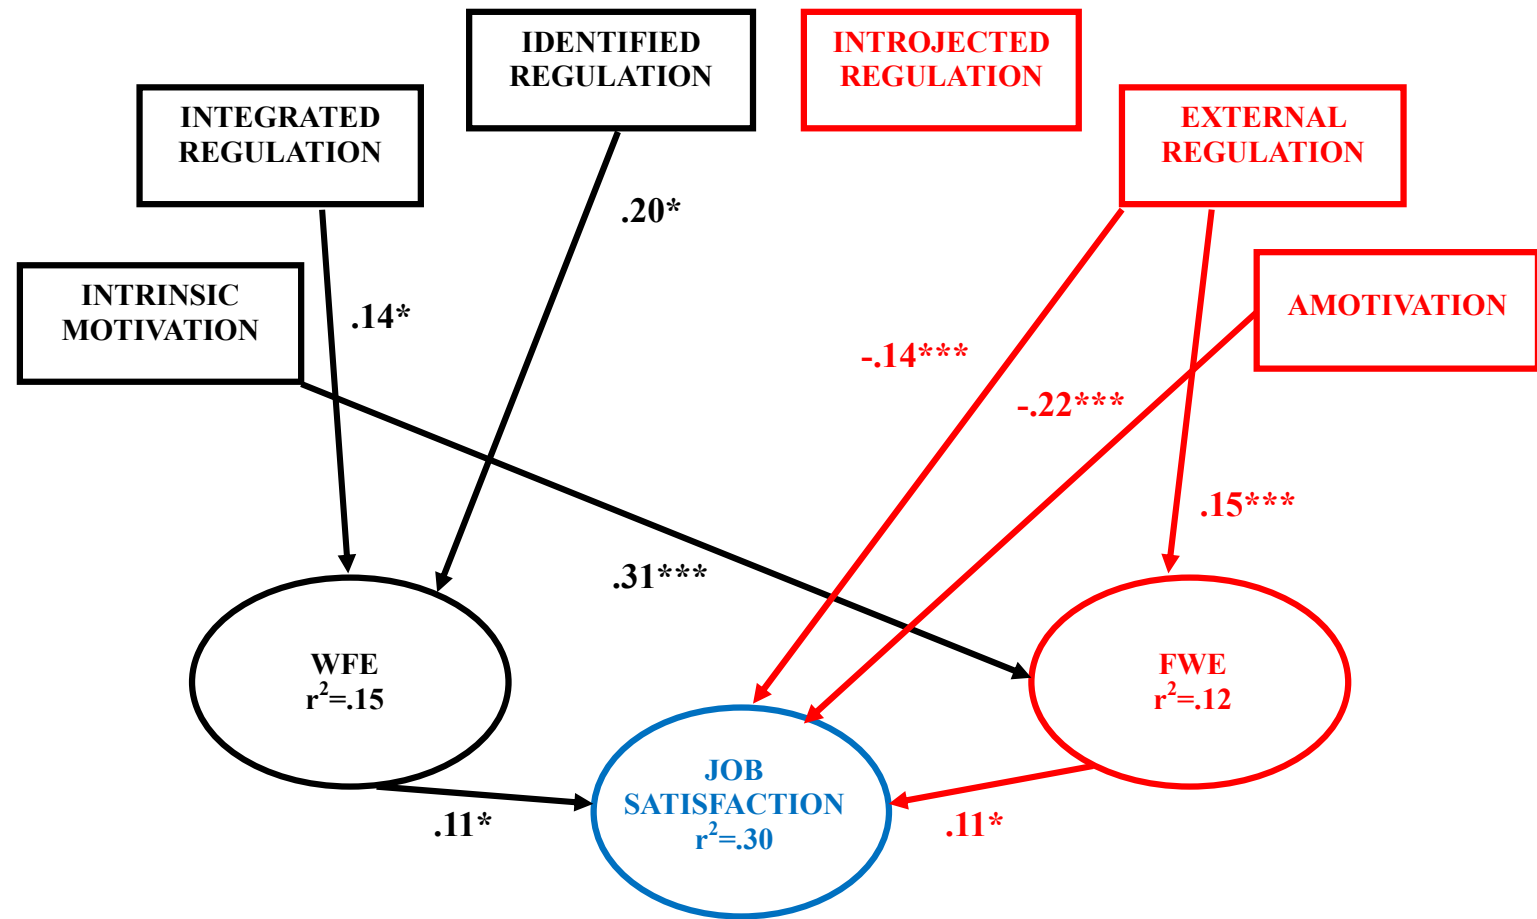 IDENTIFIED
REGULATION
INTROJECTED
REGULATION
INTEGRATED
REGULATION
EXTERNAL
REGULATION
.20*
INTRINSIC
MOTIVATION
.14*
AMOTIVATION
-.14***
-.22***
.15***
.31***
WFE
r²=.15
FWE
r²=.12
JOB
SATISFACTION
r²=.30
.11*
.11*